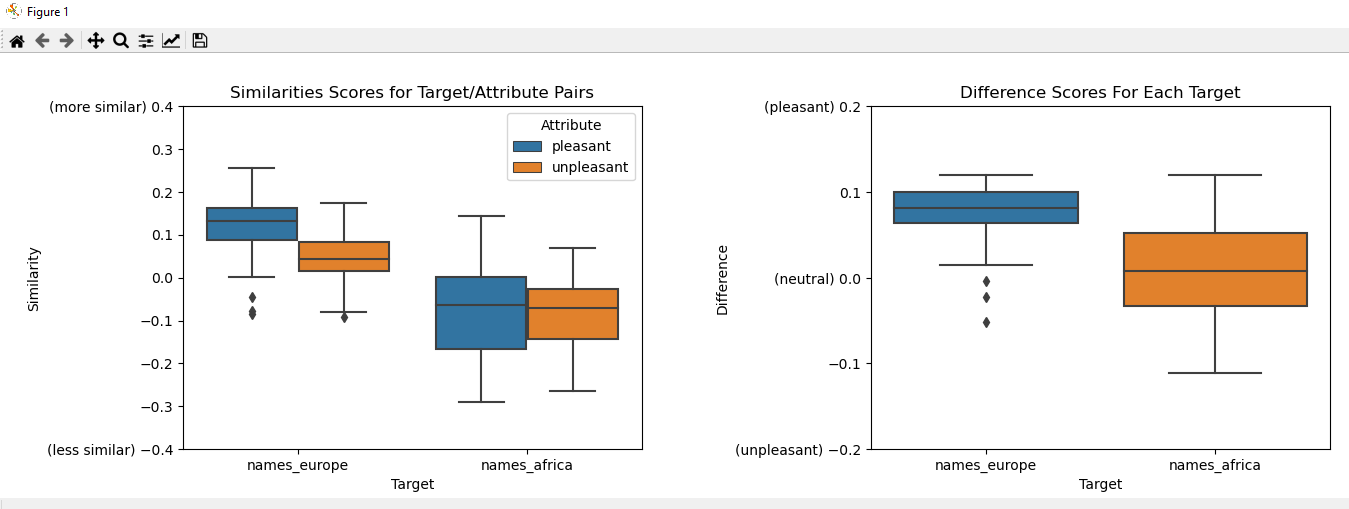 Figure 1
Similarities Scores for Target/Attribute Pairs
(more similar) 0.4
0.3
0.2
0.1
0.0
−0.1
−0.2
−0.3
(less similar) −0.4
Similarity
Attribute
pleasant
unpleasant
names_europe names_africa
Target
Difference Scores For Each Target
(pleasant) 0.2
0.1
(neutral) 0.0
−0.1
(unpleasant) −0.2
Difference
names_europe names_africa
Target